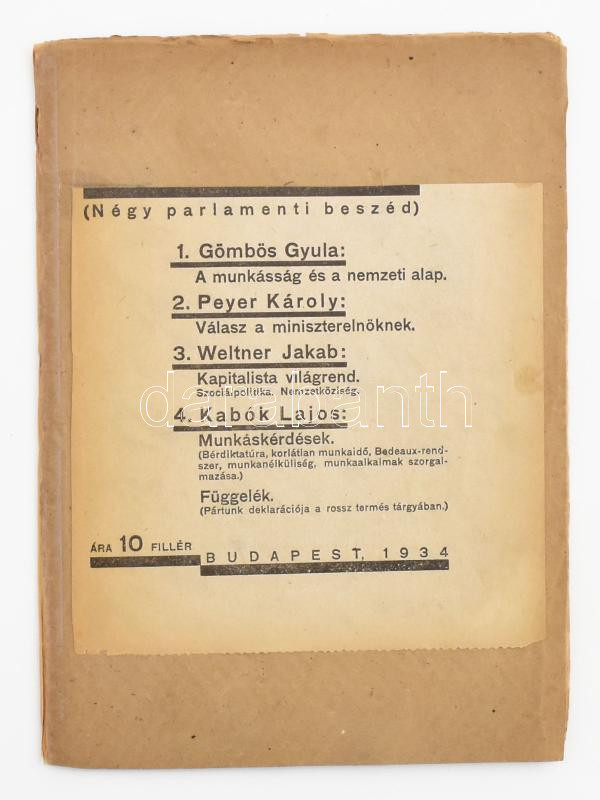 (Négy parlamenti beszéd)
1. Gömbös Gyula:
A munkásság és a nemzeti alap.
2. Peyer Károly:
Válasz a miniszterelnöknek.
3. Weltner Jakab:
Kapitalista világrend.
Szociálpolitika. Nemzetköziség.
4. Kabók Lajos:
Munkáskérdések.
(Bérdiktatúra, korlátlan munkaidő, Bedeaux-rend-
szer, munkanélküliség, munkaalkalmak szorgal-
mazása.)
Függelék.
(Pártunk deklarációja a rossz termés tárgyában.)
ÁRA 10 FILLÉR
BUDAPEST, 1934
darabanth